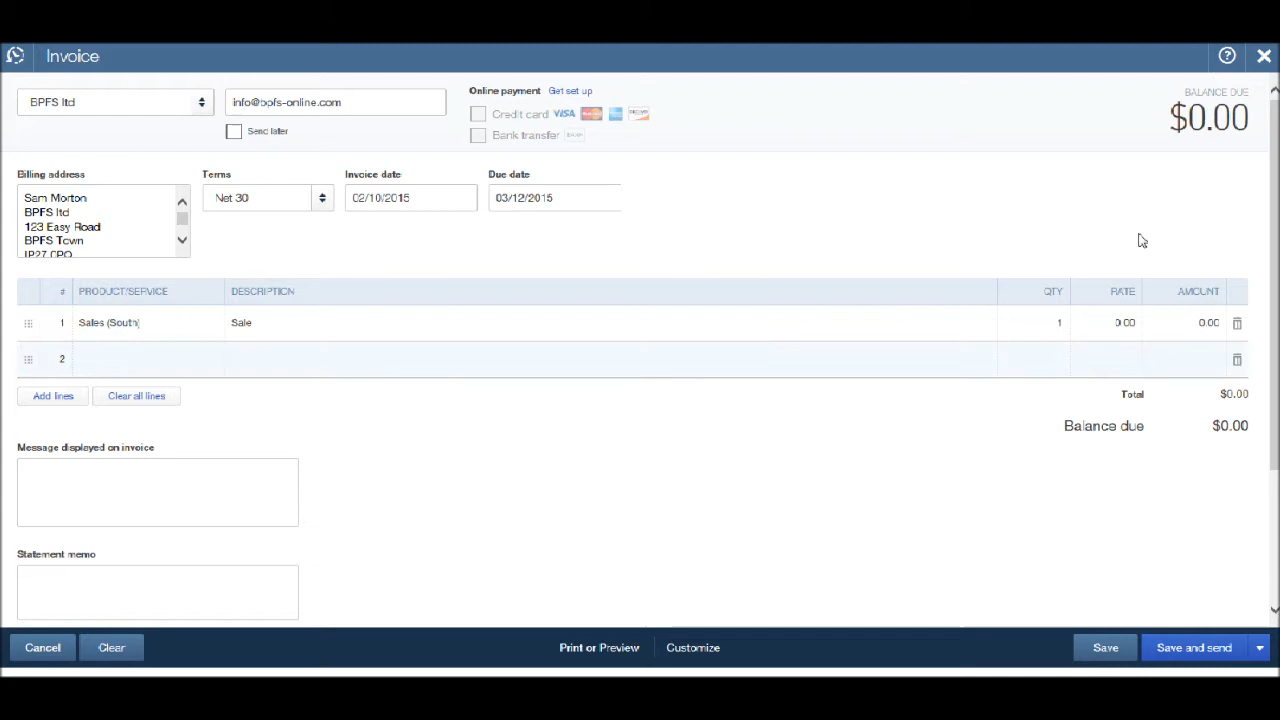 Invoice
BPFS ltd
info@bpfs-online.com
Send later
Online payment Get set up
Credit card VISA
Bank transfer
BALANCE DUE
$0.00
Billing address
Sam Morton
BPFS ltd
123 Easy Road
BPFS Town
IP27 CPO
Terms
Net 30
Invoice date
02/10/2015
Due date
03/12/2015
# PRODUCT/SERVICE DESCRIPTION QTY RATE AMOUNT
1 Sales (South) Sale 1 0.00 0.00
2
Add lines Clear all lines
Total $0.00
Balance due $0.00
Message displayed on invoice
Statement memo
Cancel Clear Print or Preview Customize Save Save and send